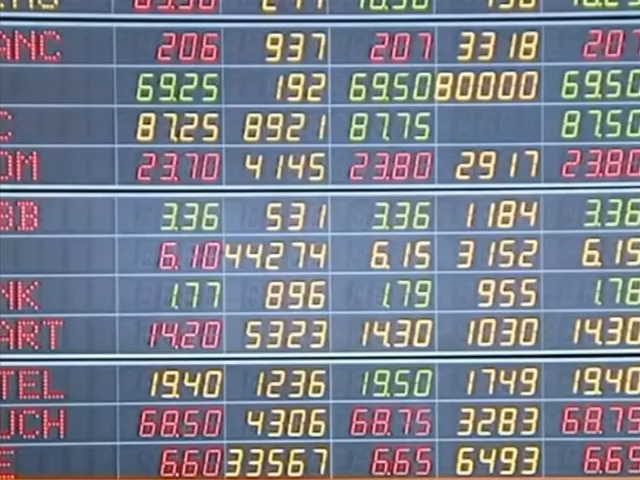 ANC 206 937 207 3318 207
69.25 192 69.50 80000 69.50
C 87.25 8921 87.75 87.50
OM 23.70 4145 23.80 2917 23.80
BB 3.36 531 3.36 1184 3.38
6.10 44274 6.15 3152 6.15
NK 1.77 896 1.79 955 1.78
ART 14.20 5323 14.30 1030 14.30
TEL 19.40 1236 19.50 1749 19.40
UCH 68.50 4306 68.75 3283 68.75
E 6.60 33567 6.65 6493 6.65